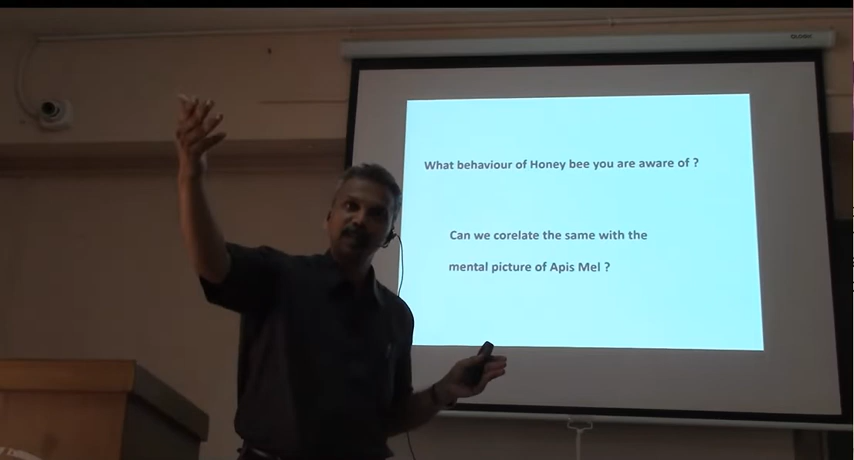 What behaviour of Honey bee you are aware of ?
Can we corelate the same with the
mental picture of Apis Mel ?